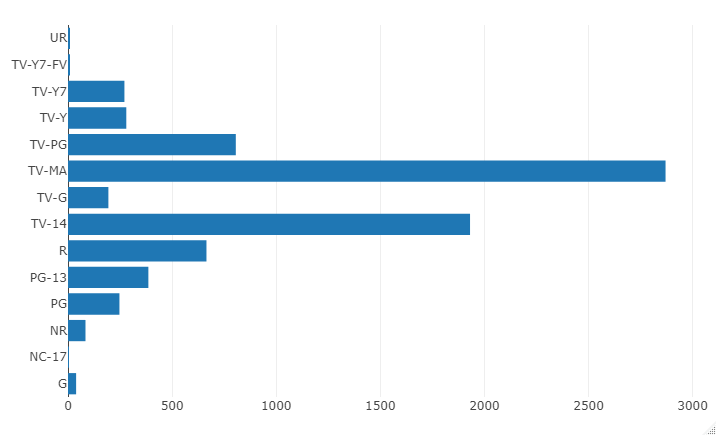 UR
TV-Y7-FV
TV-Y7
TV-Y
TV-PG
TV-MA
TV-G
TV-14
R
PG-13
PG
NR
NC-17
G
0 500 1000 1500 2000 2500 3000